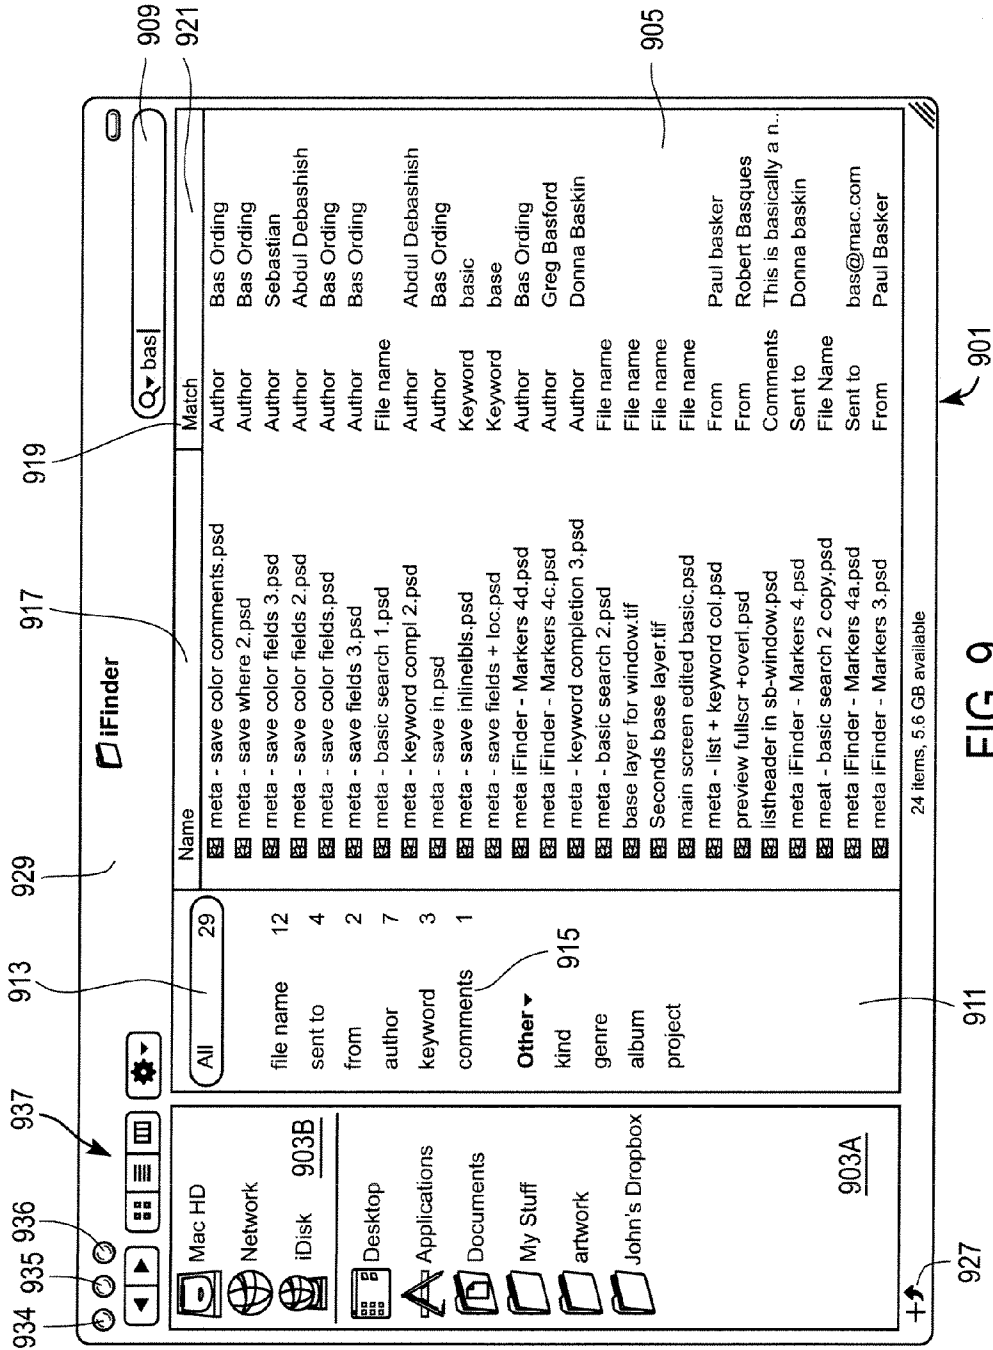 934
935
936
937
913
929
917
919
909
921
iFinder
bas
Mac HD
Network
iDisk
903B
Desktop
Applications
Documents
My Stuff
artwork
John's Dropbox
903A
All 29
file name 12
sent to 4
from 2
author 7
keyword 3
comments 1
915
Other
kind
genre
album
project
911
Name Match
meta - save color comments.psd Author Bas Ording
meta - save where 2.psd Author Bas Ording
meta - save color fields 3.psd Author Sebastian
meta - save color fields 2.psd Author Abdul Debashish
meta - save color fields.psd Author Bas Ording
meta - save fields 3.psd Author Bas Ording
meta - basic search 1.psd File name
meta - keyword compl 2.psd Author Abdul Debashish
meta - save in.psd Author Bas Ording
meta - save inlinelbls.psd Keyword basic
meta - save fields + loc.psd Keyword base
meta iFinder - Markers 4d.psd Author Bas Ording
meta iFinder - Markers 4c.psd Author Greg Basford
meta - keyword completion 3.psd Author Donna Baskin
meta - basic search 2.psd File name
base layer for window.tif File name
Seconds base layer.tif File name
main screen edited basic.psd File name
meta - list + keyword col.psd From Paul basker
preview fullscr +overl.psd From Robert Basques
listheader in sb-window.psd Comments This is basically a n..
meta iFinder - Markers 4.psd Sent to Donna baskin
meat - basic search 2 copy.psd File Name
meta iFinder - Markers 4a.psd Sent to bas@mac.com
meta iFinder - Markers 3.psd From Paul Basker
905
24 items, 5.6 GB available
927
901
FIG. 9